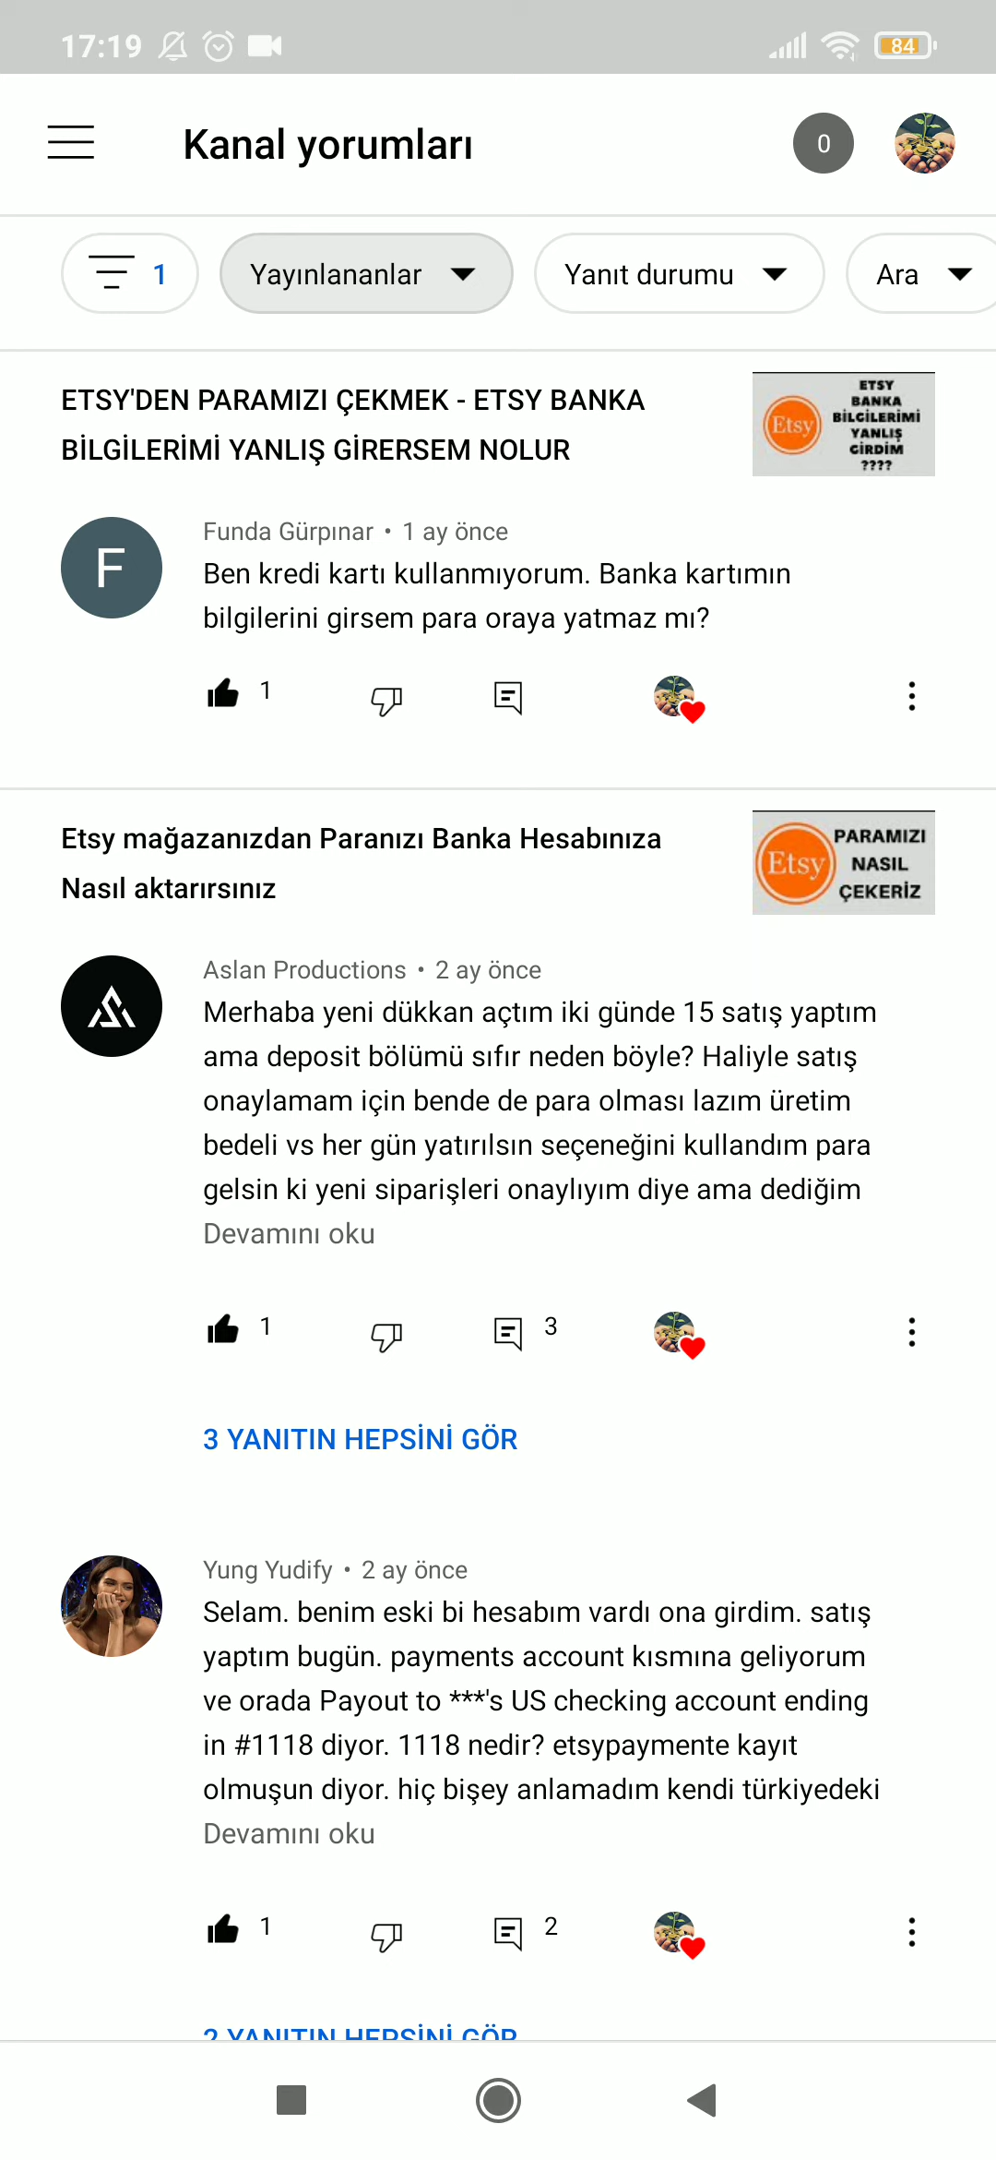 17:19
84
Kanal yorumları
0
1
Yayınlananlar
Yanıt durumu
Ara
ETSY'DEN PARAMIZI ÇEKMEK - ETSY BANKA
BİLGİLERİMİ YANLIŞ GİRERSEM NOLUR
Etsy
ETSY
BANKA
BİLGİLERİMİ
YANLIŞ
GİRDİM
????
F
Funda Gürpınar • 1 ay önce
Ben kredi kartı kullanmıyorum. Banka kartımın
bilgilerini girsem para oraya yatmaz mı?
1
Etsy mağazanızdan Paranızı Banka Hesabınıza
Nasıl aktarırsınız
Etsy
PARAMIZI
NASIL
ÇEKERİZ
Aslan Productions • 2 ay önce
Merhaba yeni dükkan açtım iki günde 15 satış yaptım
ama deposit bölümü sıfır neden böyle? Haliyle satış
onaylamam için bende de para olması lazım üretim
bedeli vs her gün yatırılsın seçeneğini kullandım para
gelsin ki yeni siparişleri onaylıyım diye ama dediğim
Devamını oku
1
3
3 YANITIN HEPSİNİ GÖR
Yung Yudify • 2 ay önce
Selam. benim eski bi hesabım vardı ona girdim. satış
yaptım bugün. payments account kısmına geliyorum
ve orada Payout to ***'s US checking account ending
in #1118 diyor. 1118 nedir? etsypaymente kayıt
olmuşun diyor. hiç bişey anlamadım kendi türkiyedeki
Devamını oku
1
2
2 YANITIN HEPSİNİ GÖR